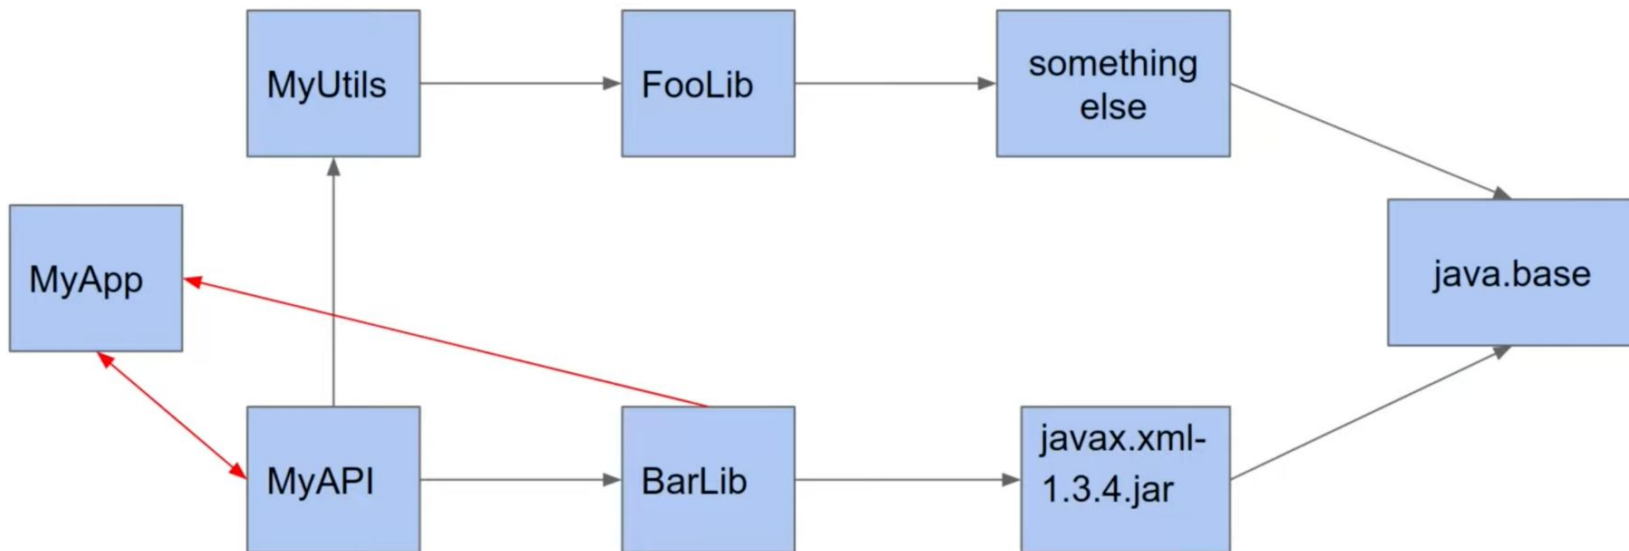 MyUtils
FooLib
something
else
MyApp
java.base
MyAPI
BarLib
javax.xml-
1.3.4.jar